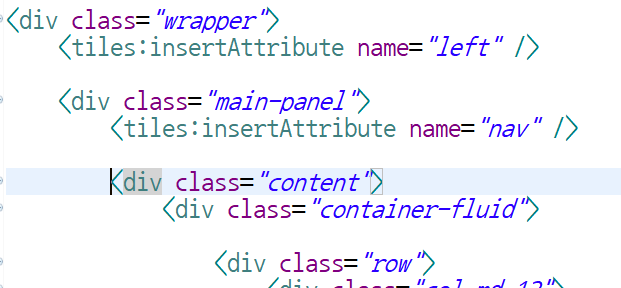 <div class="wrapper">
<tiles:insertAttribute name="left" />
<div class="main-panel">
<tiles:insertAttribute name="nav" />
<div class="content">
<div class="container-fluid">
<div class="row">
<div class="col-md-12">